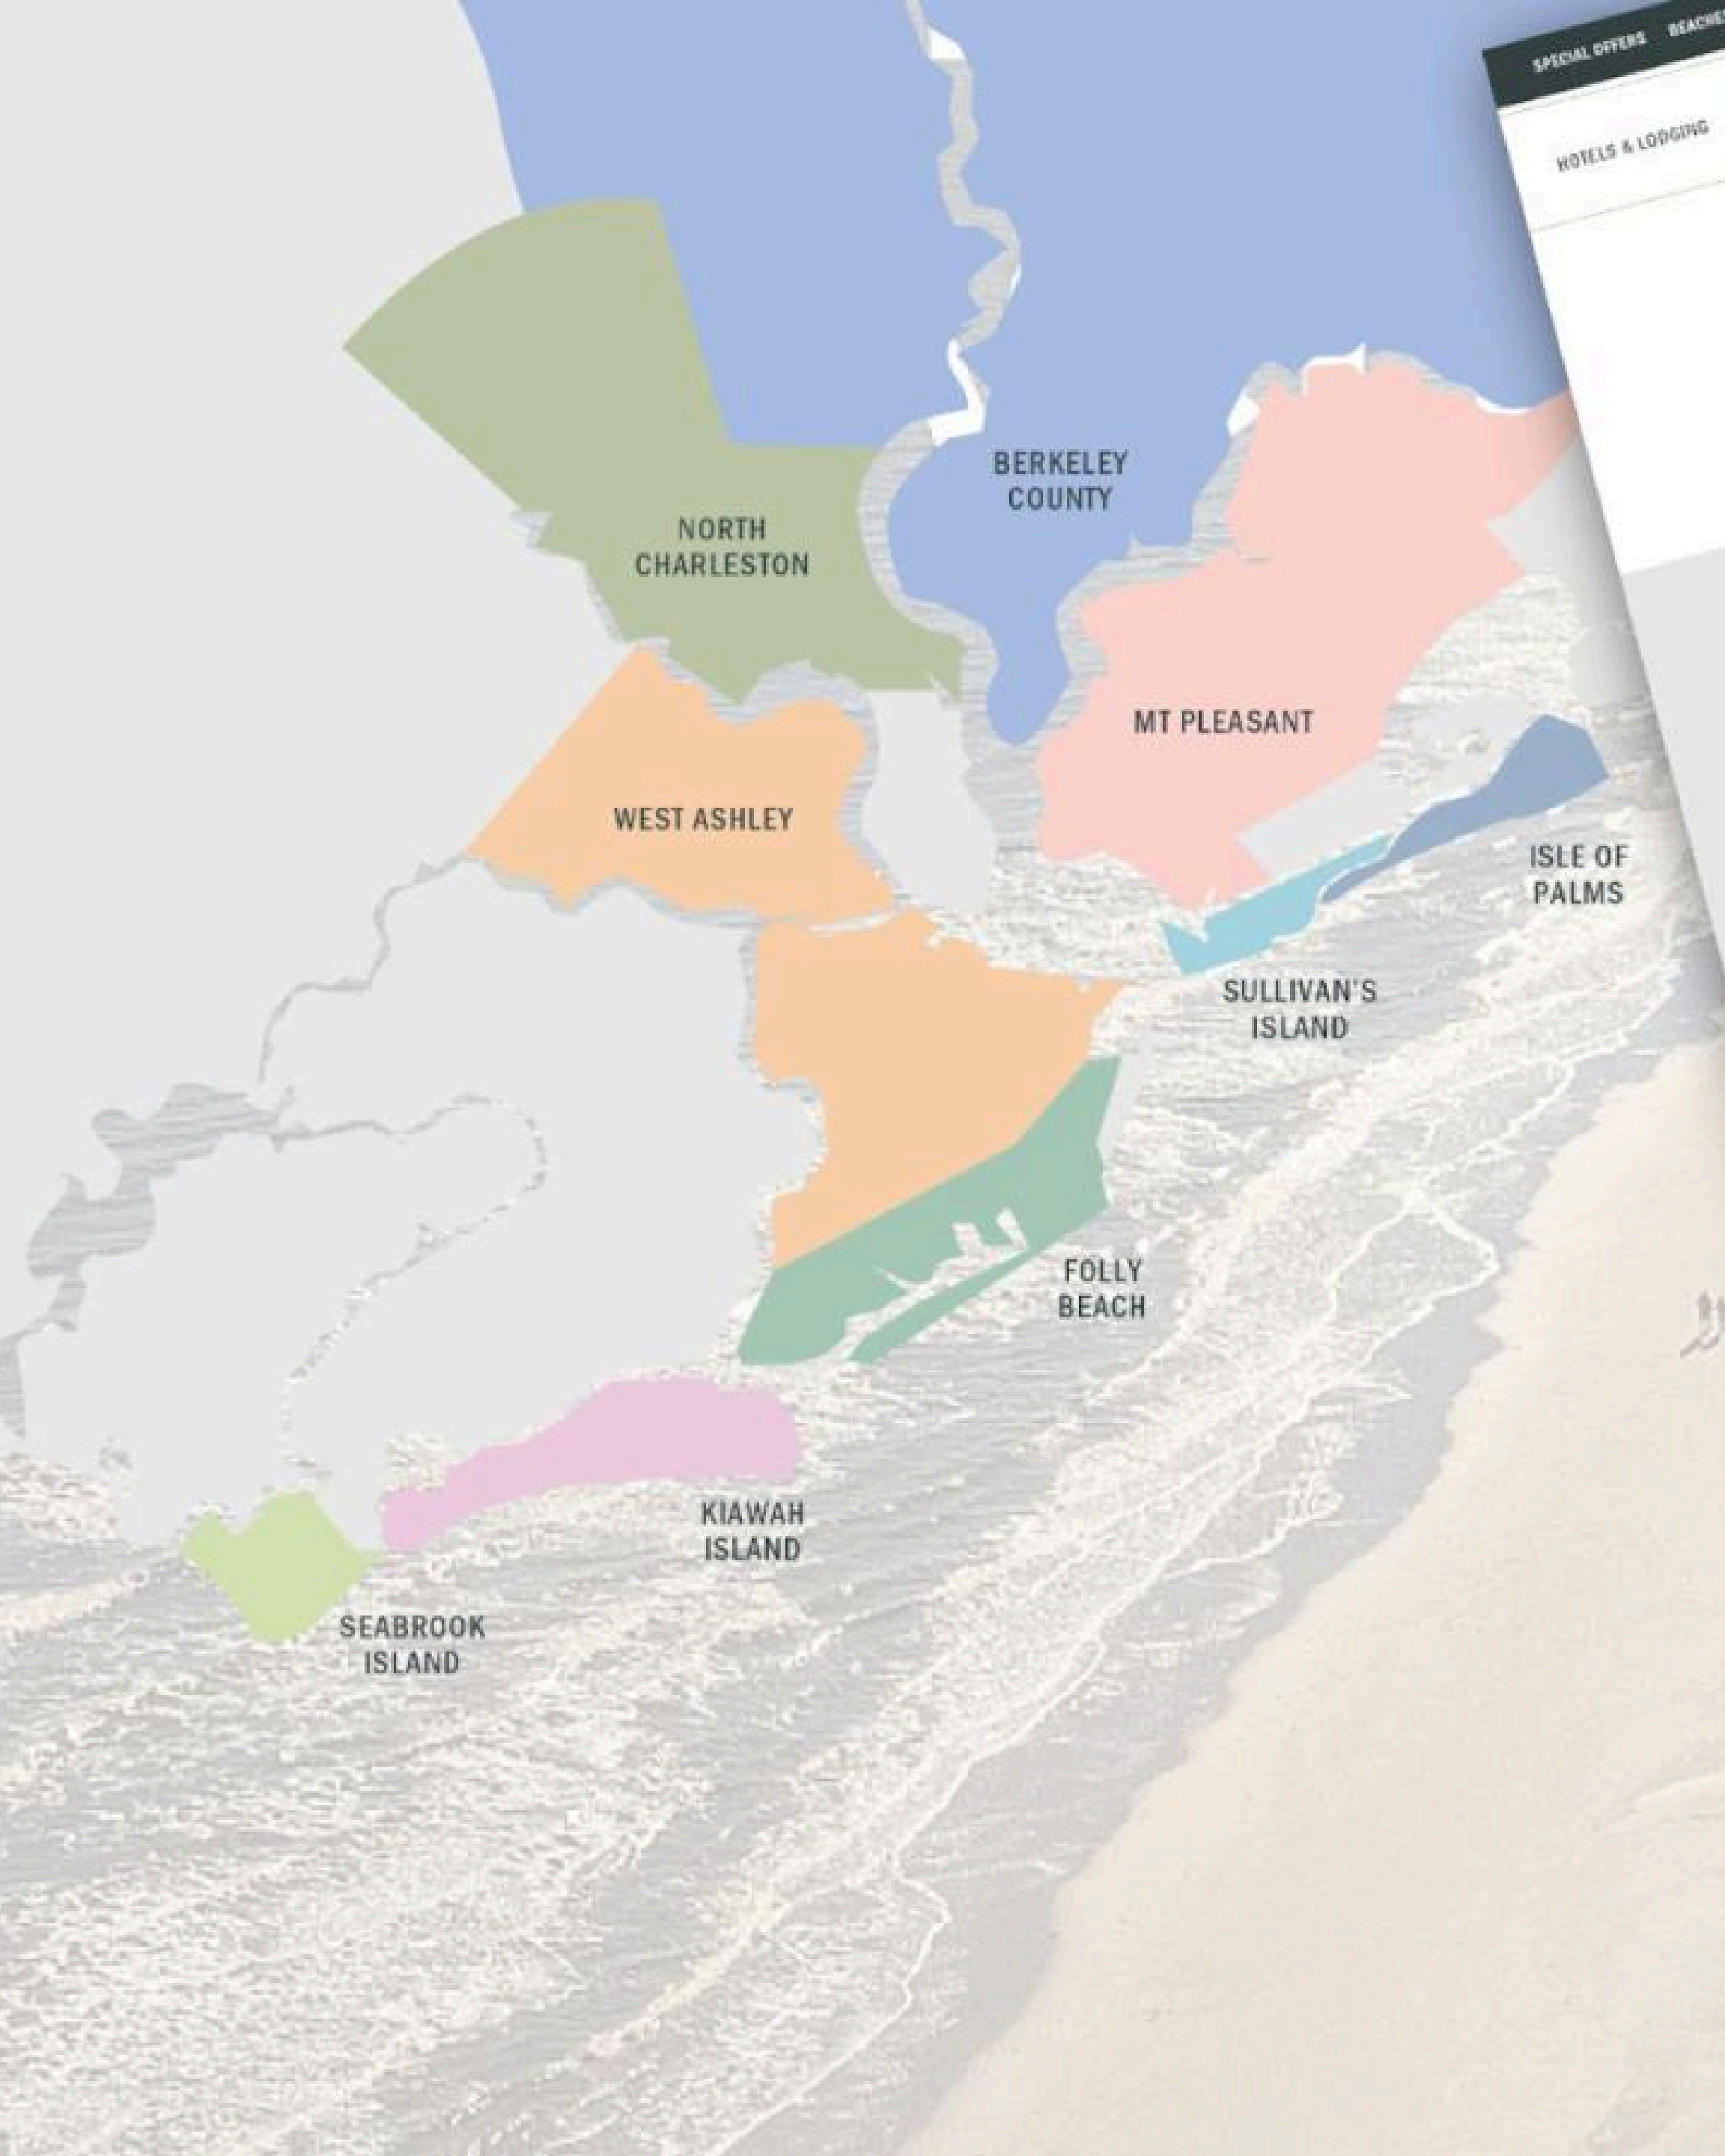 SPECIAL OFFERS
HOTELS & LODGING
BERKELEY
COUNTY
NORTH
CHARLESTON
MT PLEASANT
WEST ASHLEY
ISLE OF
PALMS
SULLIVAN'S
ISLAND
FOLLY
BEACH
KIAWAH
ISLAND
SEABROOK
ISLAND